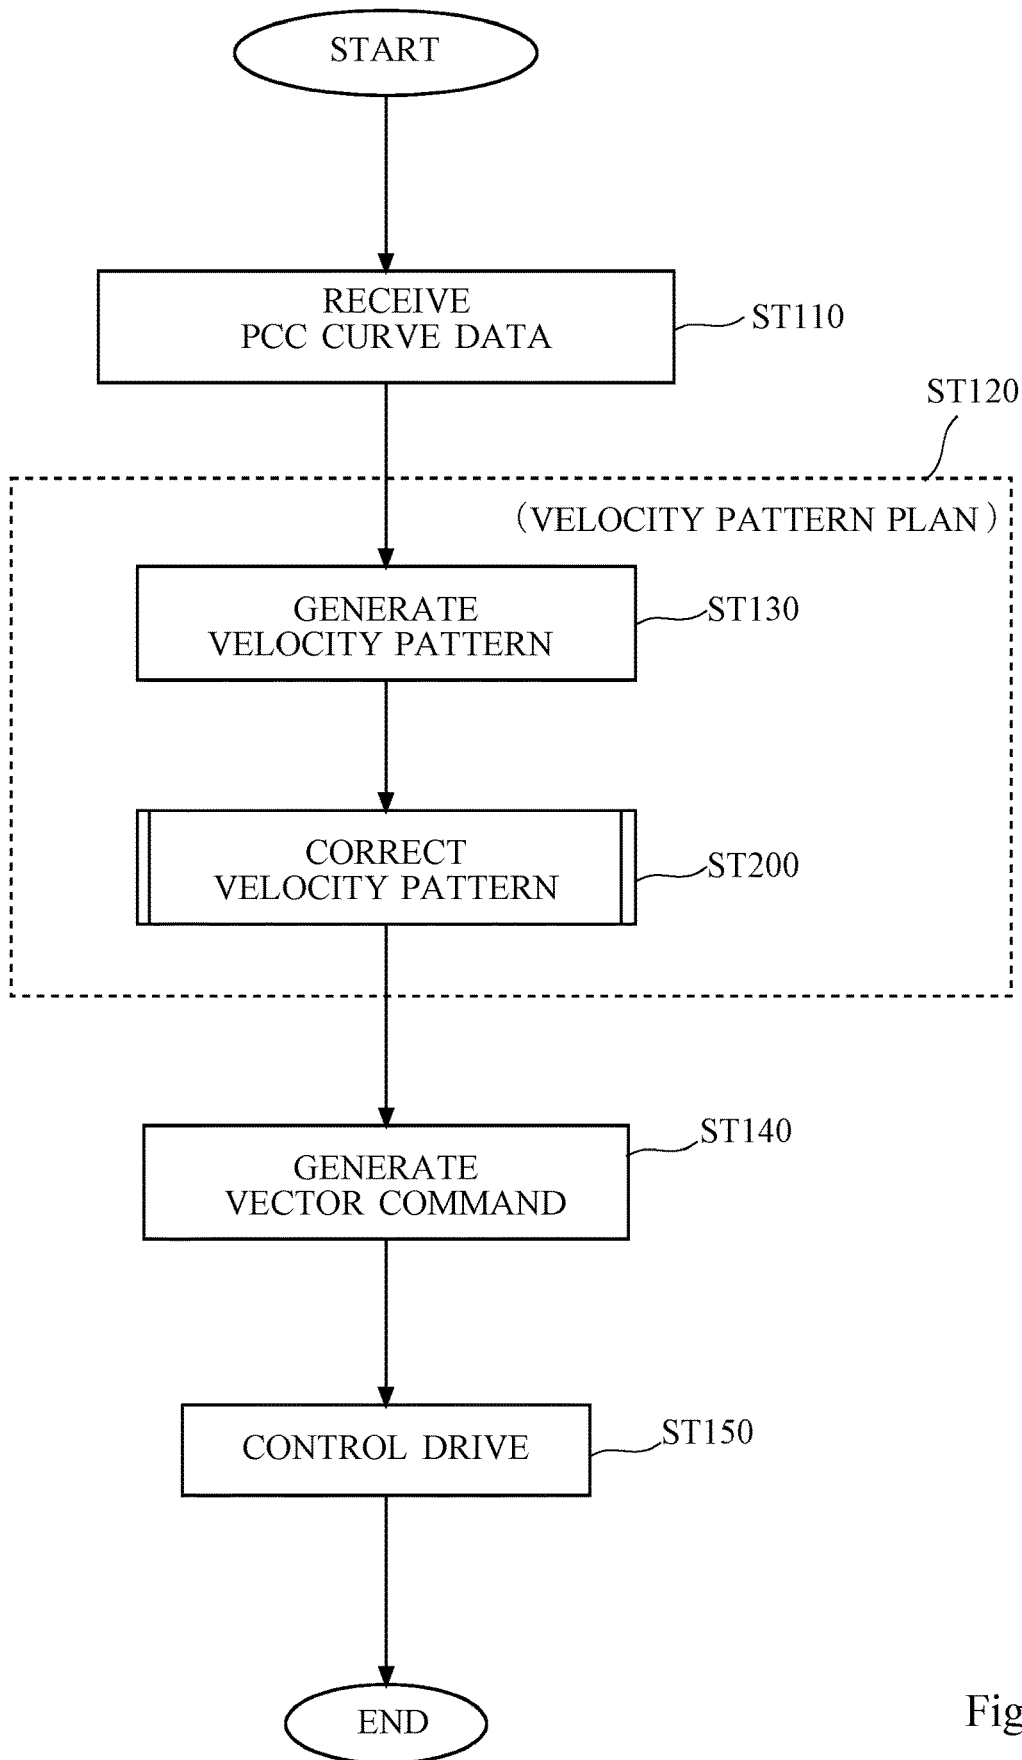 START
RECEIVE
PCC CURVE DATA
ST110
ST120
(VELOCITY PATTERN PLAN)
GENERATE
VELOCITY PATTERN
ST130
CORRECT
VELOCITY PATTERN
ST200
GENERATE
VECTOR COMMAND
ST140
CONTROL DRIVE
ST150
END
Fig